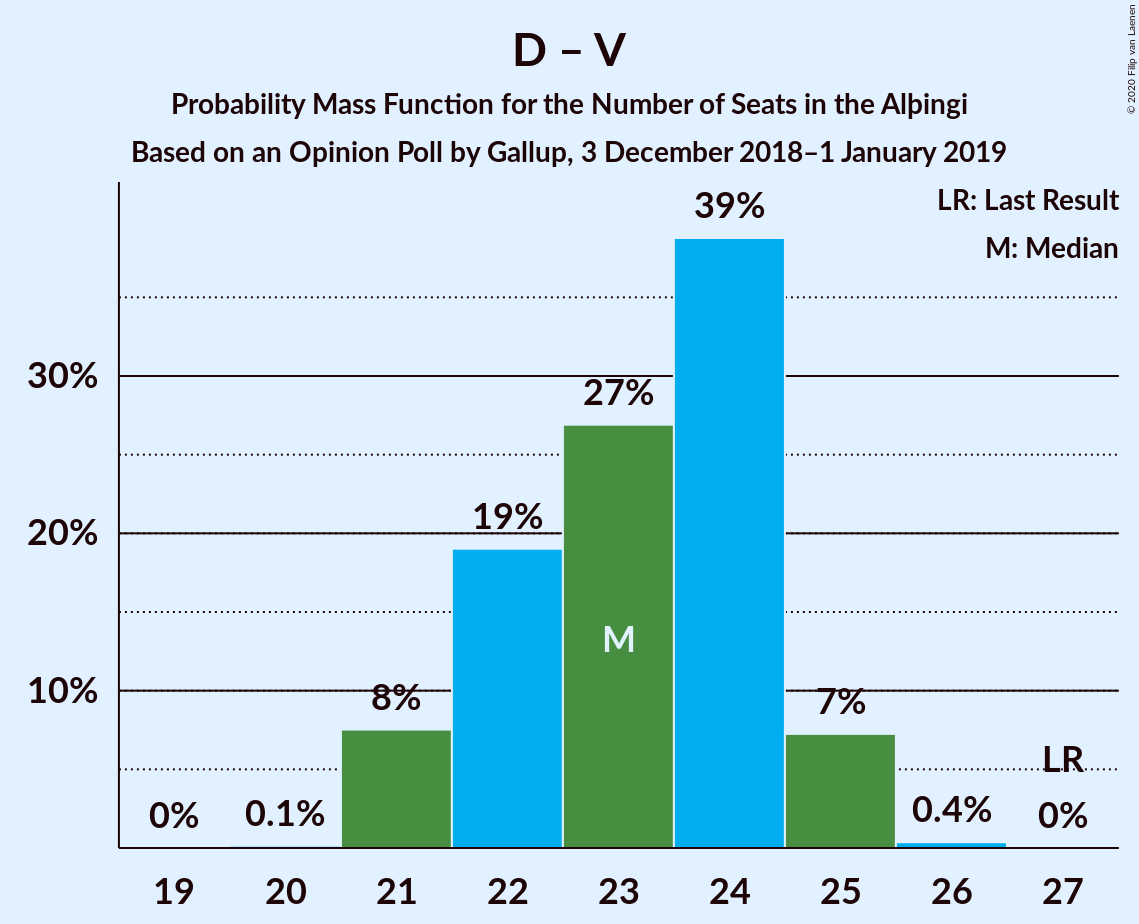 D – V
Probability Mass Function for the Number of Seats in the Alþingi
Based on an Opinion Poll by Gallup, 3 December 2018–1 January 2019
© 2020 Filip van Laenen
LR: Last Result
M: Median
30%
20%
10%
0%
0.1%
8%
19%
27%
M
39%
7%
0.4%
LR
0%
19 20 21 22 23 24 25 26 27